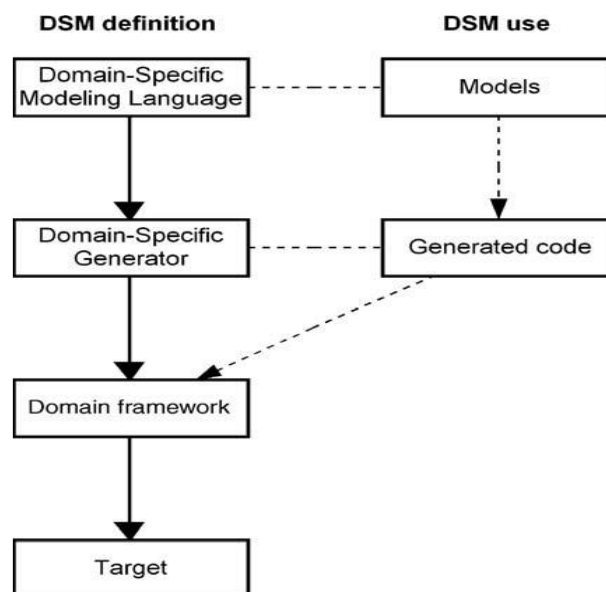 DSM definition
DSM use
Domain-Specific
Modeling Language
Models
Domain-Specific
Generator
Generated code
Domain framework
Target